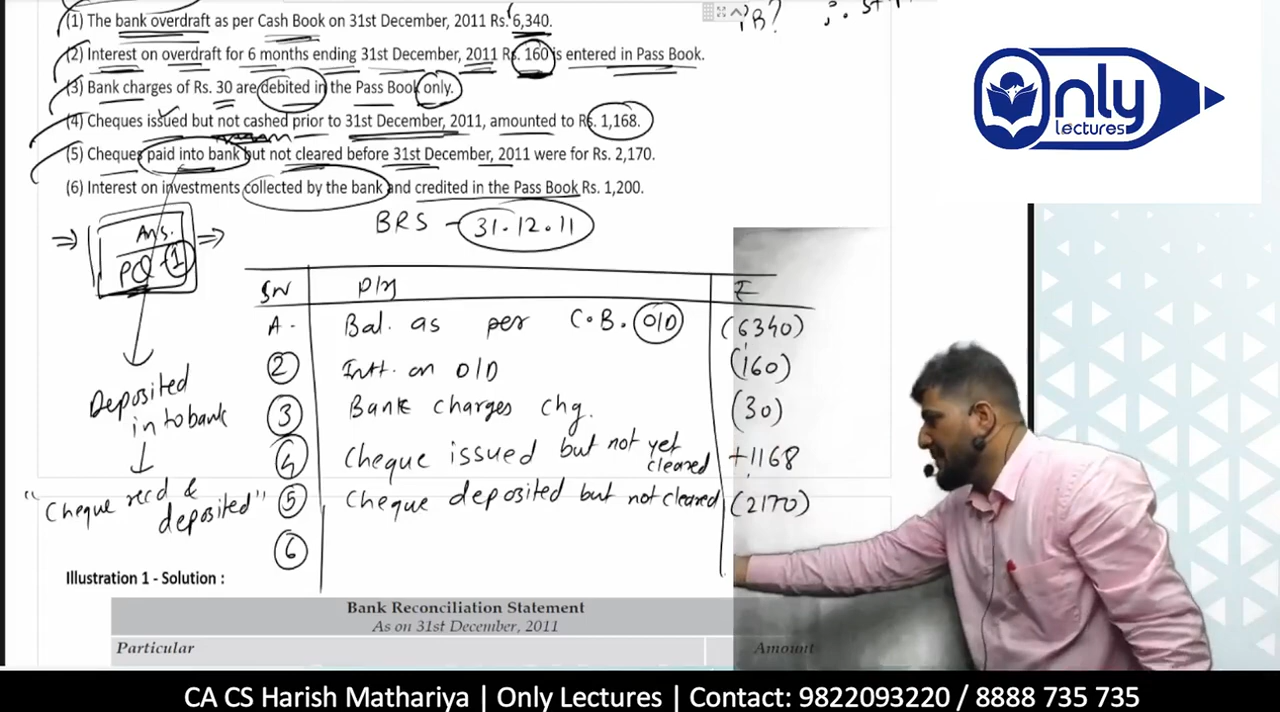 (1) The bank overdraft as per Cash Book on 31st December, 2011 Rs. 6,340.
(2) Interest on overdraft for 6 months ending 31st December, 2011 Rs. 160 is entered in Pass Book.
(3) Bank charges of Rs. 30 are debited in the Pass Book only.
(4) Cheques issued but not cashed prior to 31st December, 2011, amounted to Rs. 1,168.
(5) Cheques paid into bank but not cleared before 31st December, 2011 were for Rs. 2,170.
(6) Interest on investments collected by the bank and credited in the Pass Book Rs. 1,200.
Only
lectures
BRS - 31.12.11
Ans.
PQ-1
Deposited
into bank
"Cheque recd &
deposited"
A. Bal. as per C.B. O/D (6340)
2 Intt. on O/D (160)
3 Bank charges chg. (30)
4 Cheque issued but not yet cleared +1168
5 Cheque deposited but not cleared (2170)
6
Illustration 1 - Solution :
Bank Reconciliation Statement
As on 31st December, 2011
Particular Amount
CA CS Harish Mathariya | Only Lectures | Contact: 9822093220 / 8888 735 735